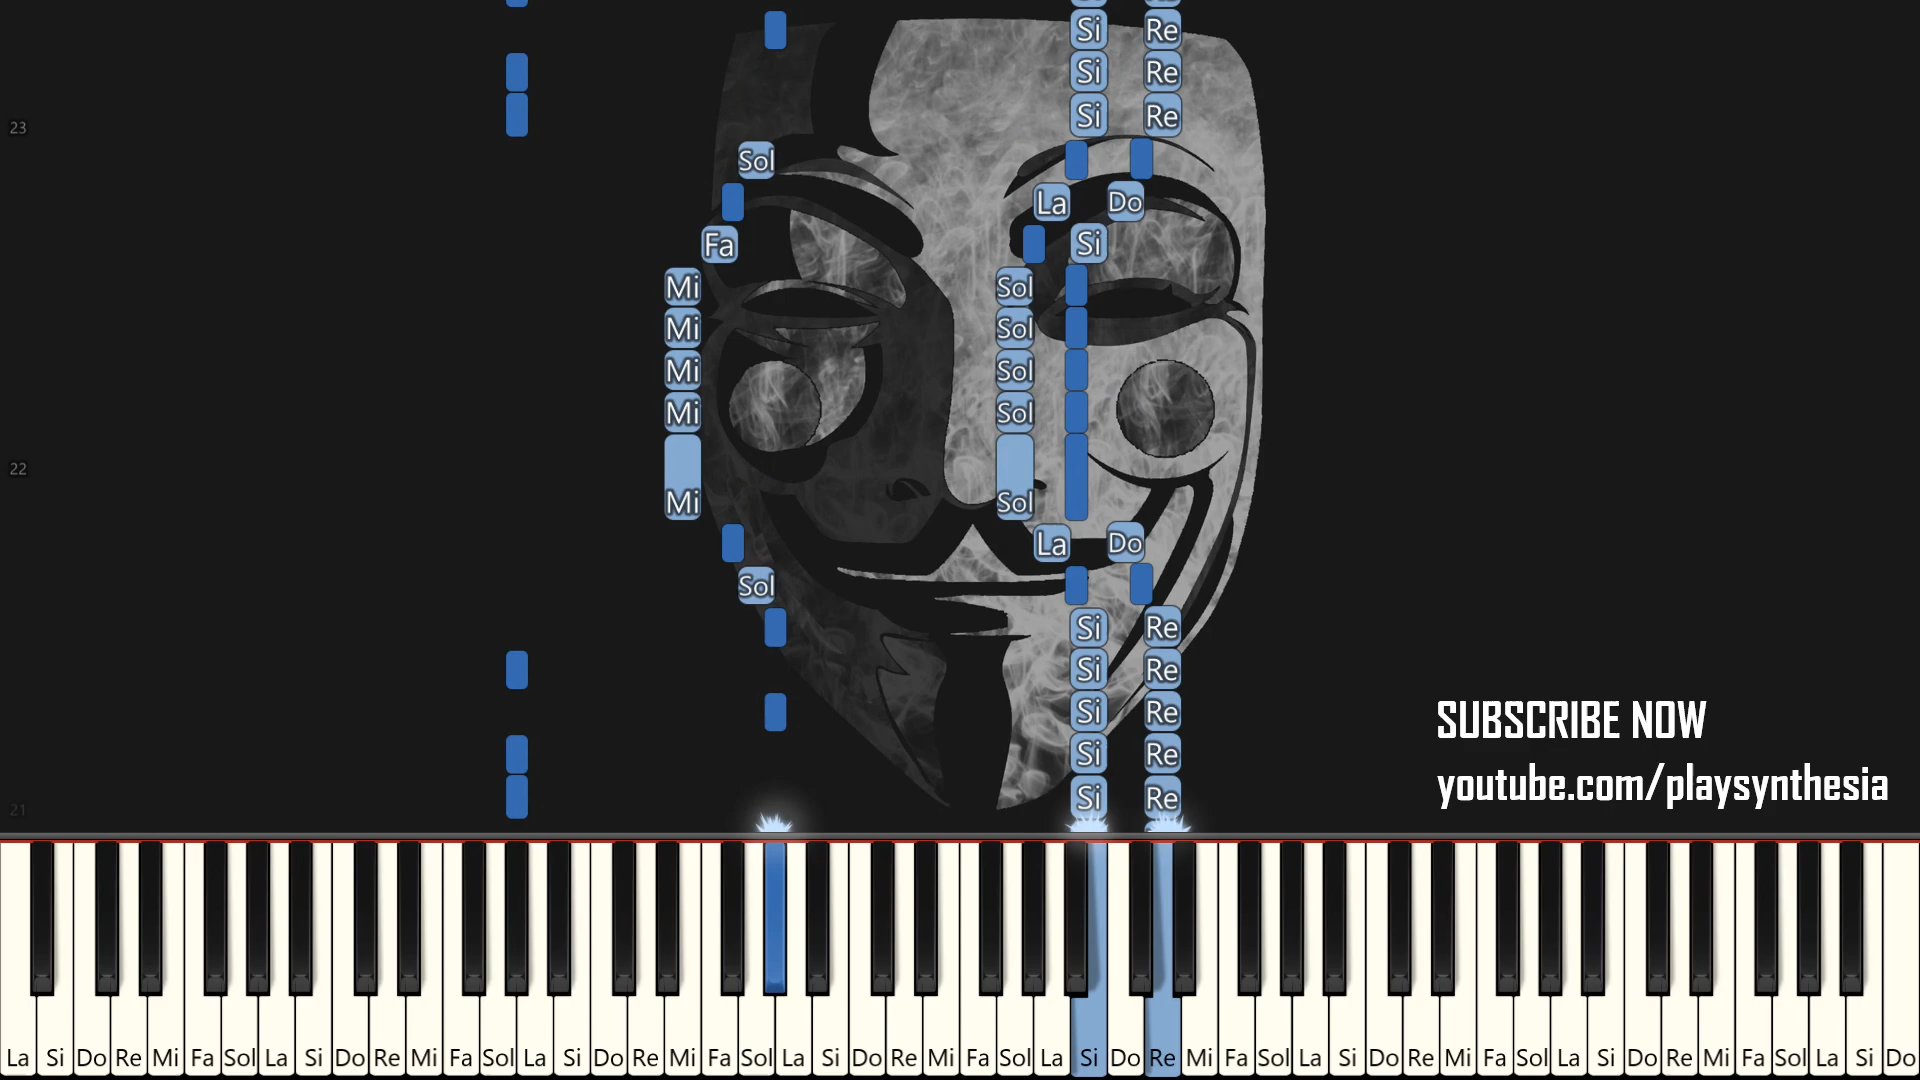 Si Re
Si Re
23 Si Re
Sol
La Do
Fa Si
Mi Sol
Mi Sol
Mi Sol
Mi Sol
22
Mi Sol
La Do
Sol
Si Re
Si Re
Si Re
SUBSCRIBE NOW
Si Re
youtube.com/playsynthesia
Si Re
21
La Si Do Re Mi Fa Sol La Si Do Re Mi Fa Sol La Si Do Re Mi Fa Sol La Si Do Re Mi Fa Sol La Si Do Re Mi Fa Sol La Si Do Re Mi Fa Sol La Si Do Re Mi Fa Sol La Si Do